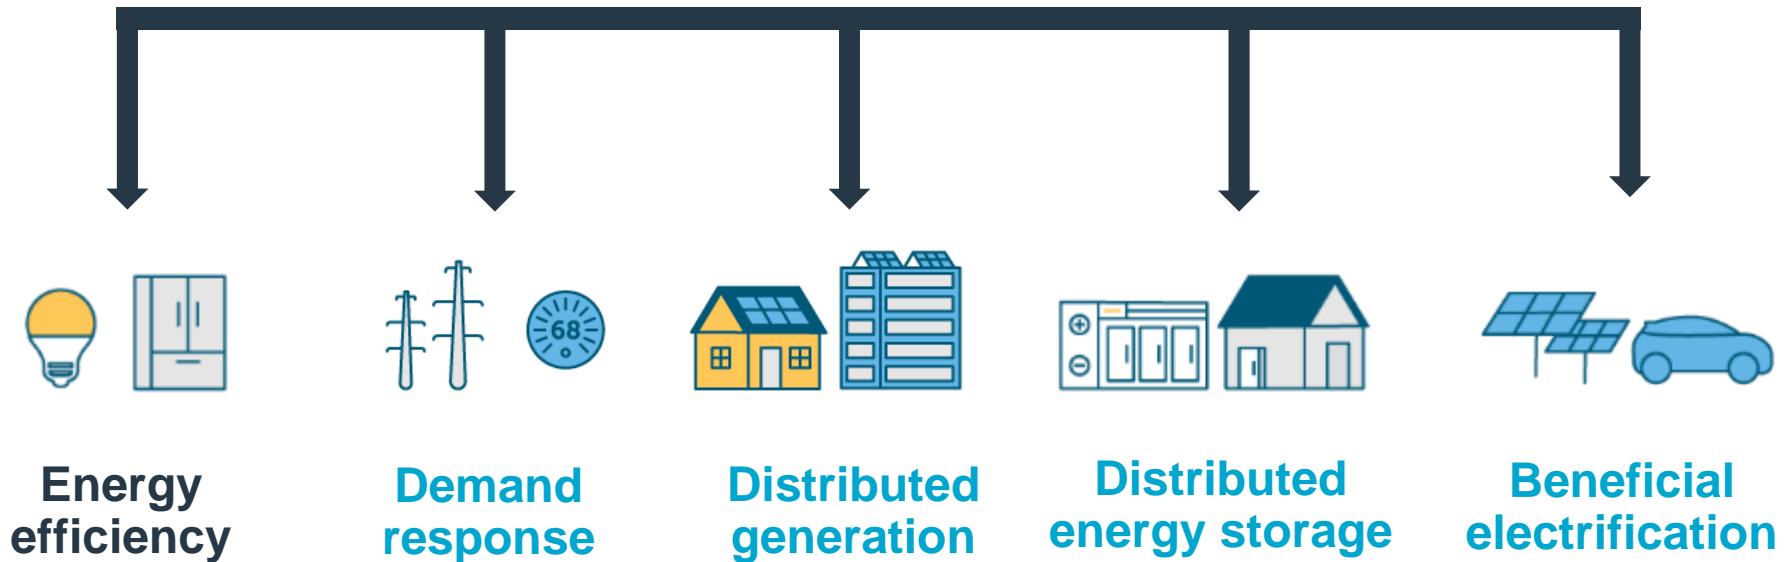 68
Energy
efficiency
Demand
response
Distributed
generation
Distributed
energy storage
Beneficial
electrification